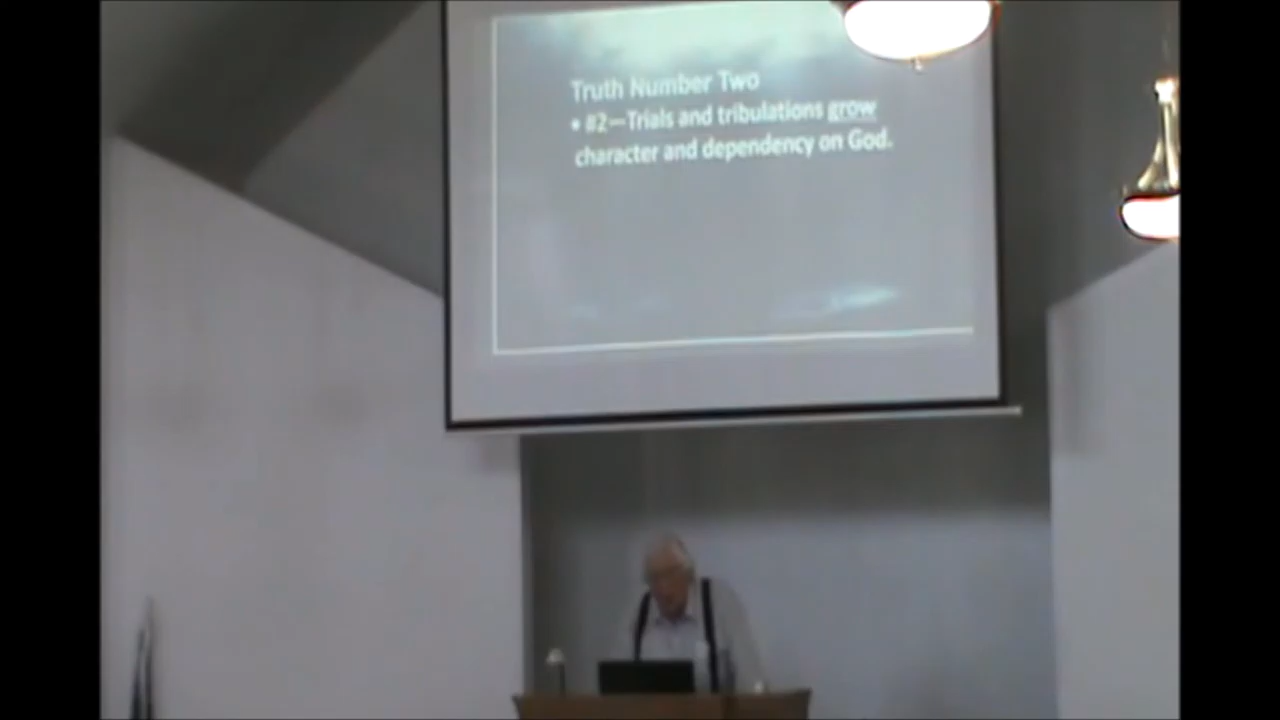 Truth Number Two
• #2—Trials and tribulations grow
character and dependency on God.